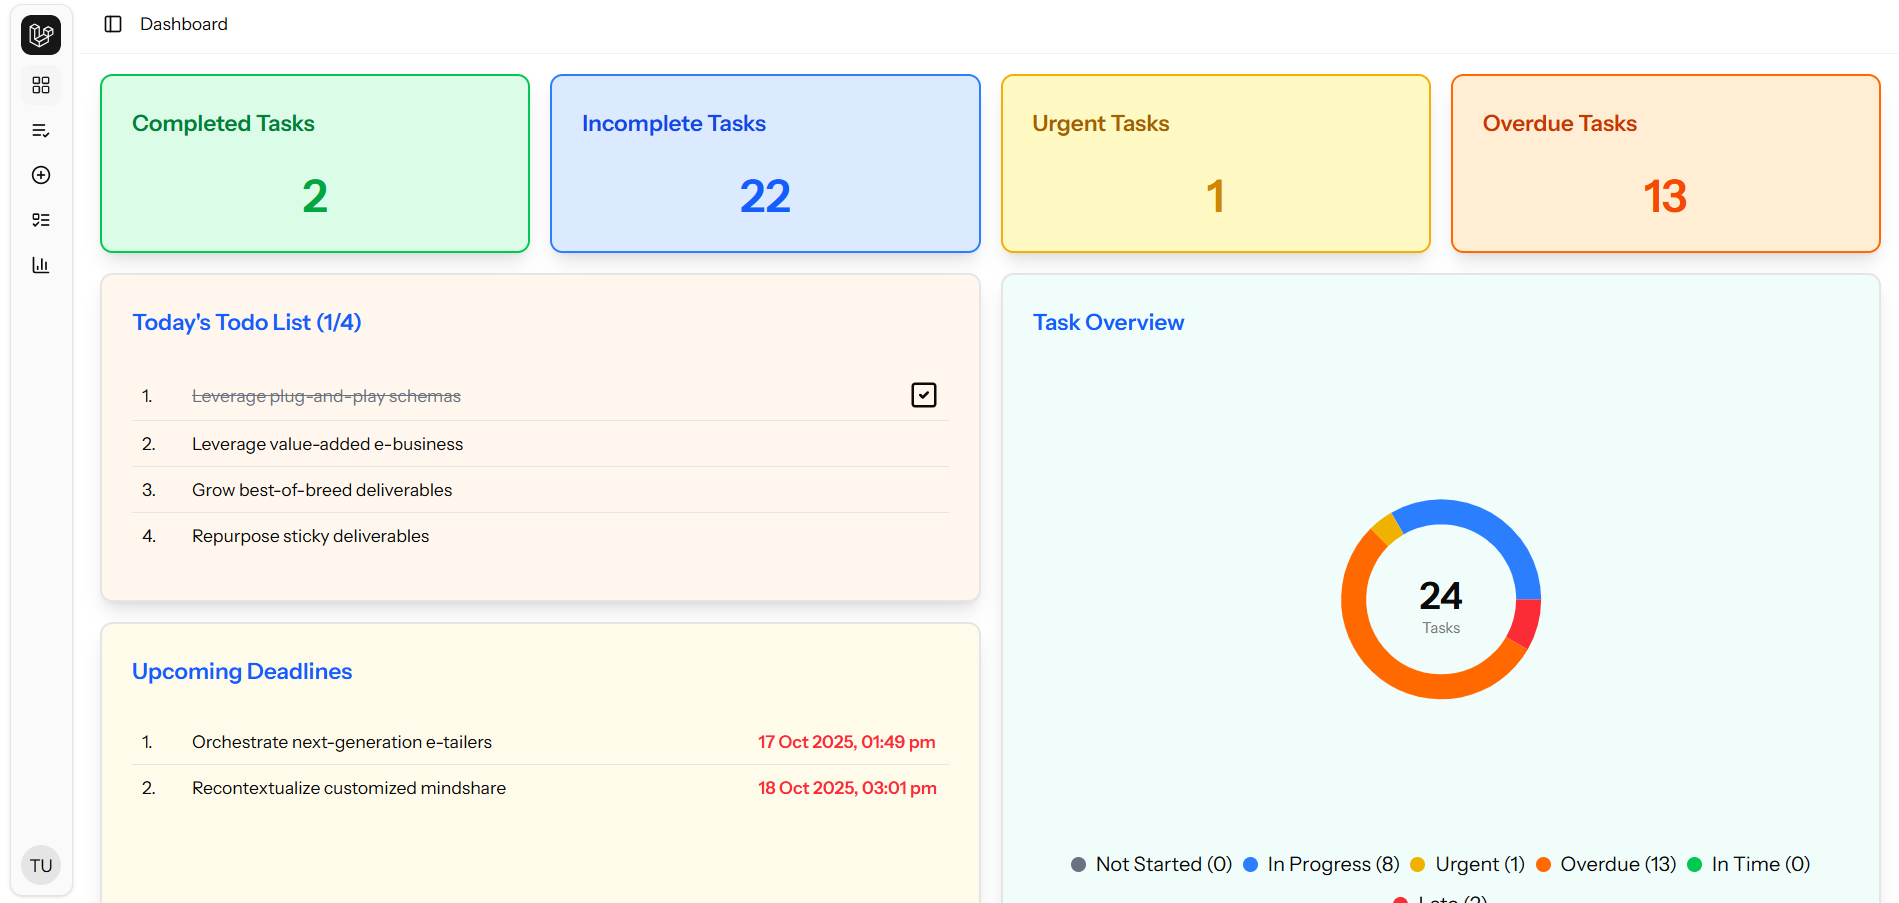 Dashboard
Completed Tasks
2
Incomplete Tasks
22
Urgent Tasks
1
Overdue Tasks
13
Today's Todo List (1/4)
1. Leverage plug-and-play schemas
2. Leverage value-added e-business
3. Grow best-of-breed deliverables
4. Repurpose sticky deliverables
Upcoming Deadlines
1. Orchestrate next-generation e-tailers 17 Oct 2025, 01:49 pm
2. Recontextualize customized mindshare 18 Oct 2025, 03:01 pm
Task Overview
24
Tasks
Not Started (0) In Progress (8) Urgent (1) Overdue (13) In Time (0)
Late (2)
TU